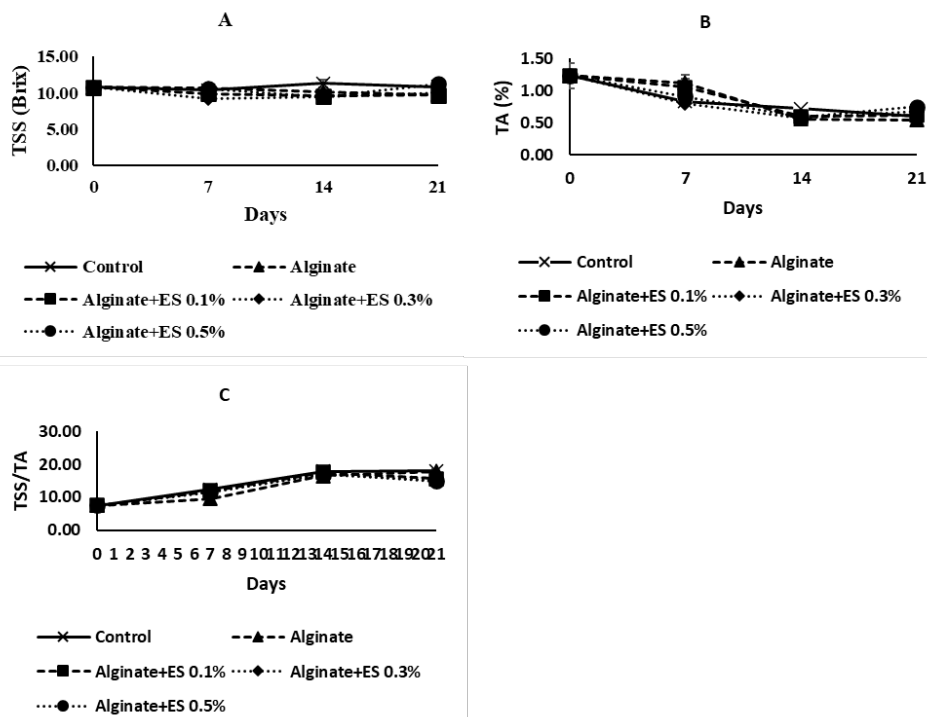 A
15.00
10.00
5.00
0.00
TSS (Brix)
0 7 14 21
Days
Control Alginate
Alginate+ES 0.1% Alginate+ES 0.3%
Alginate+ES 0.5%
B
1.50
1.00
0.50
0.00
TA (%)
0 7 14 21
Days
Control Alginate
Alginate+ES 0.1% Alginate+ES 0.3%
Alginate+ES 0.5%
C
30.00
20.00
10.00
0.00
TSS/TA
0 1 2 3 4 5 6 7 8 9 10 11 12 13 14 15 16 17 18 19 20 21
Days
Control Alginate
Alginate+ES 0.1% Alginate+ES 0.3%
Alginate+ES 0.5%